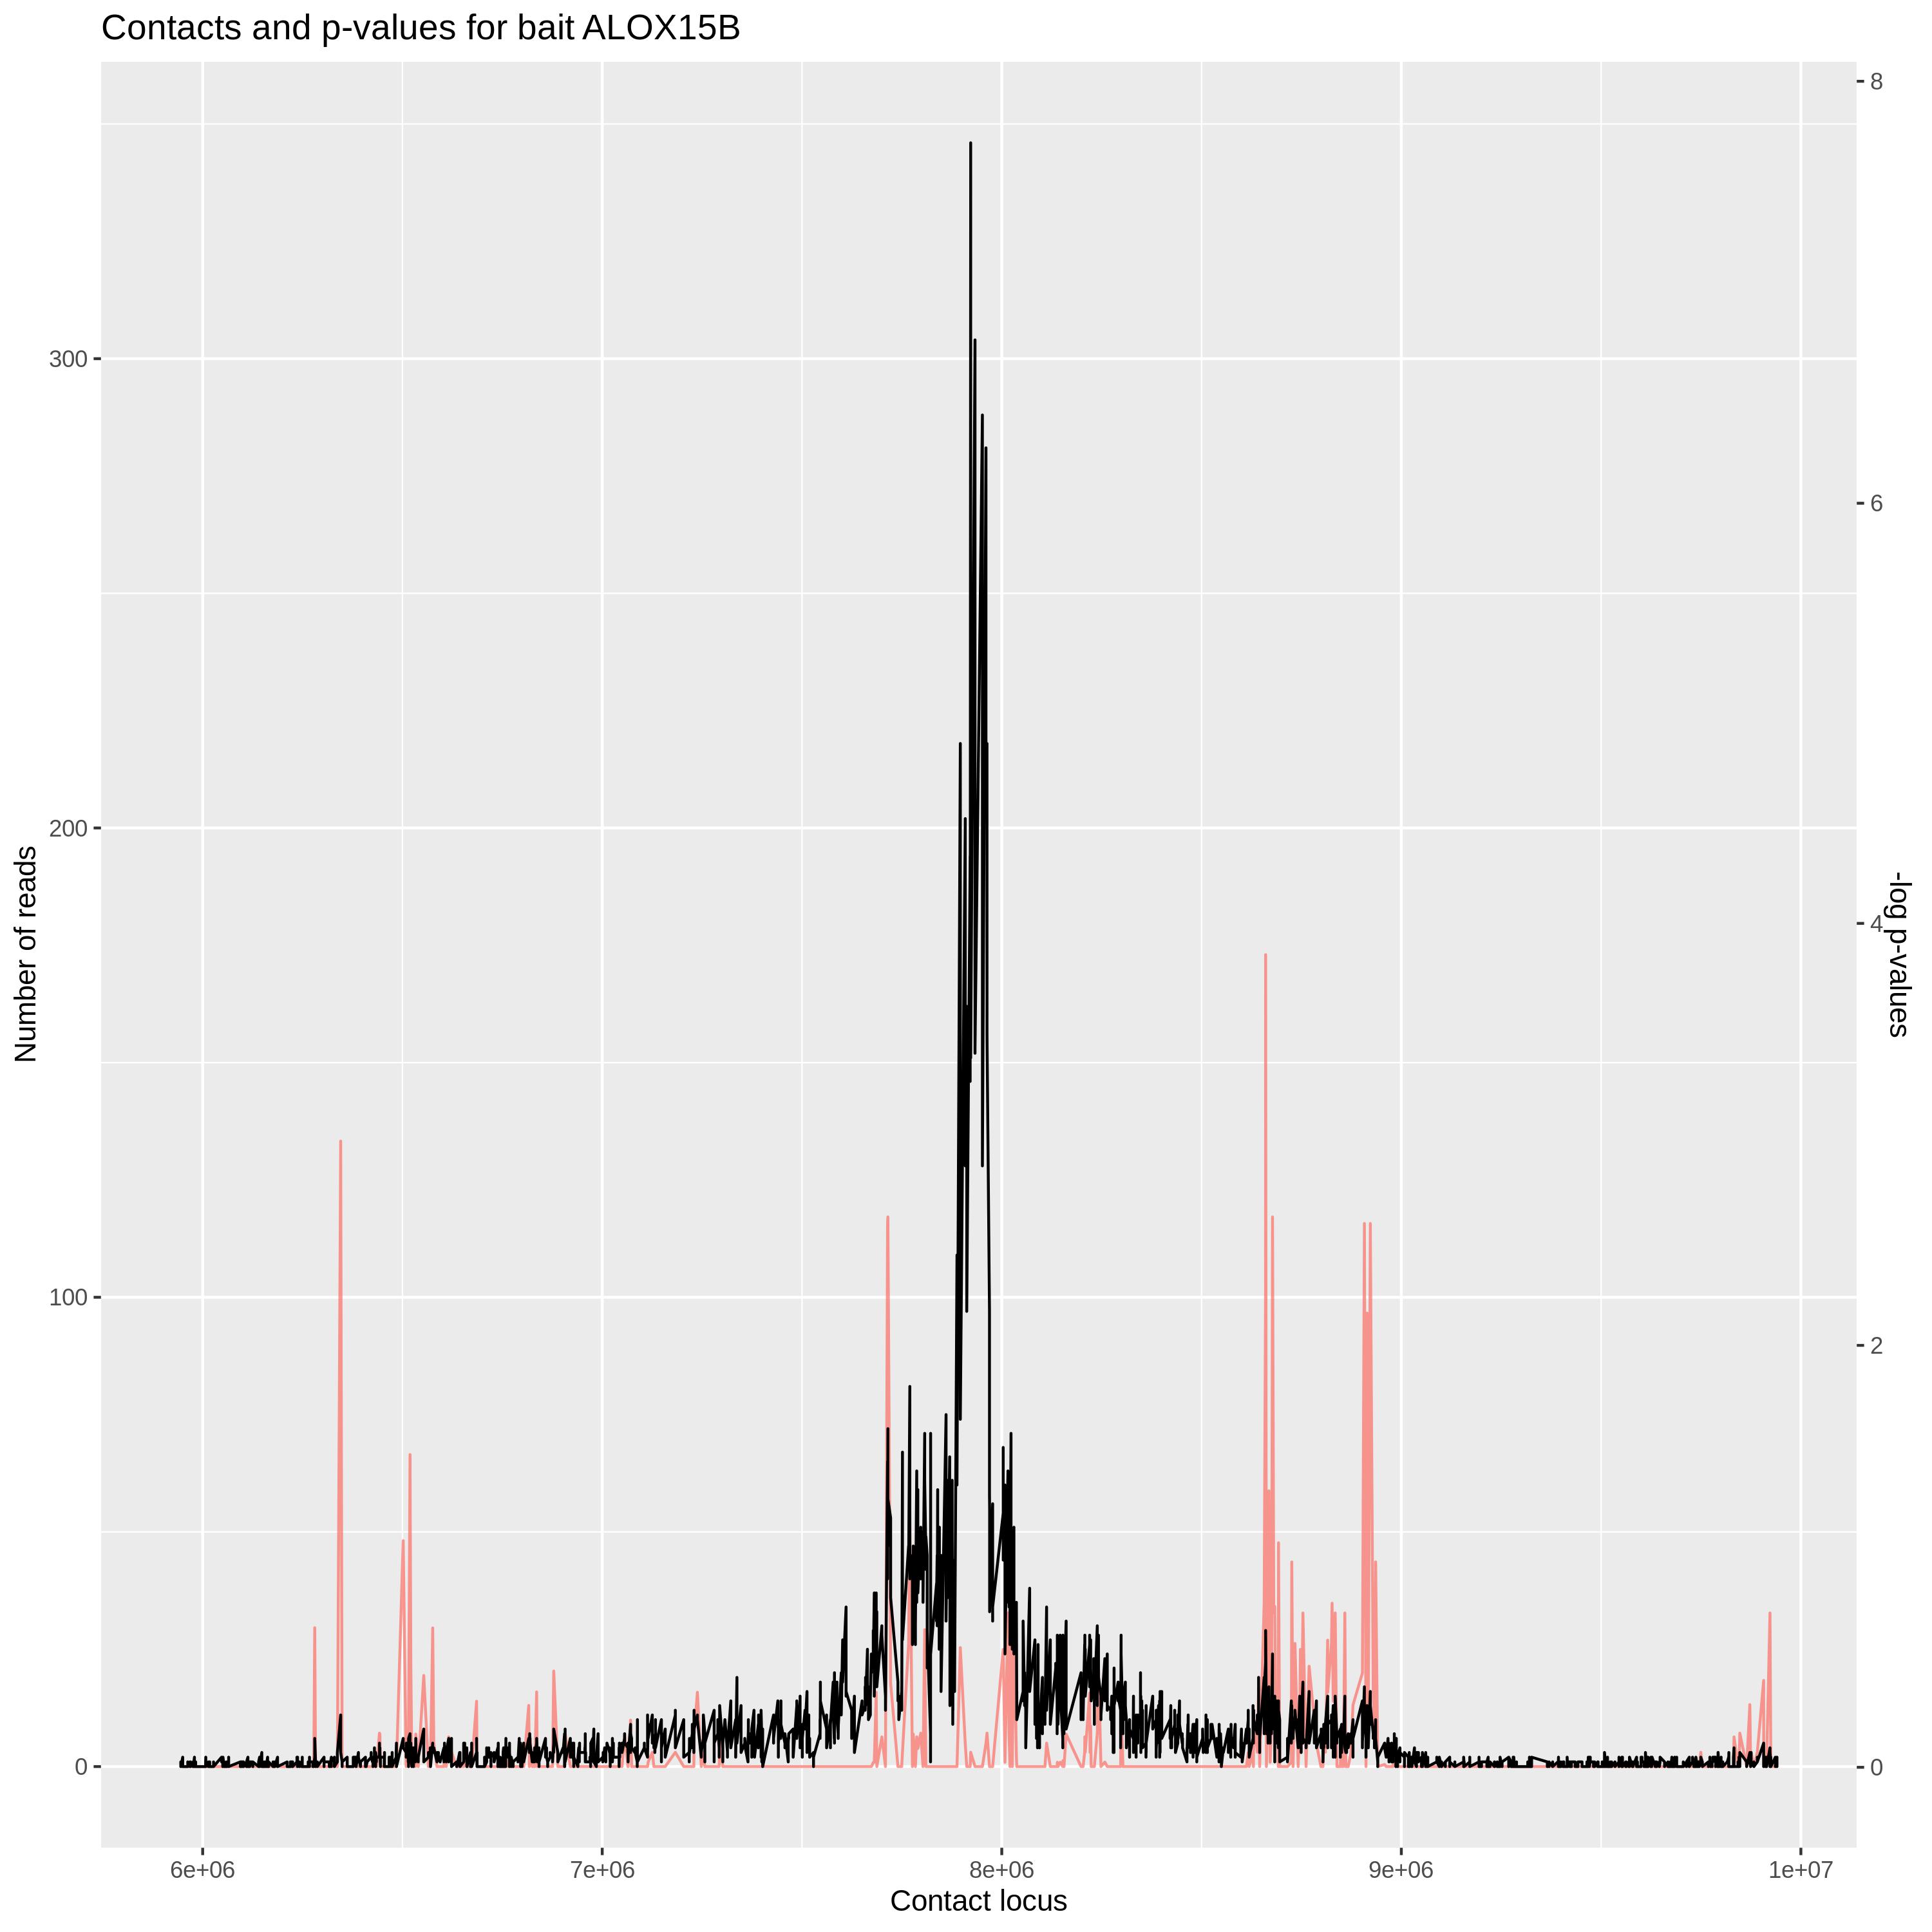 Contacts and p-values for bait ALOX15B
8
300
6
200
4
100
2
0
0
Number of reads
-log p-values
6e+06
7e+06
8e+06
9e+06
1e+07
Contact locus